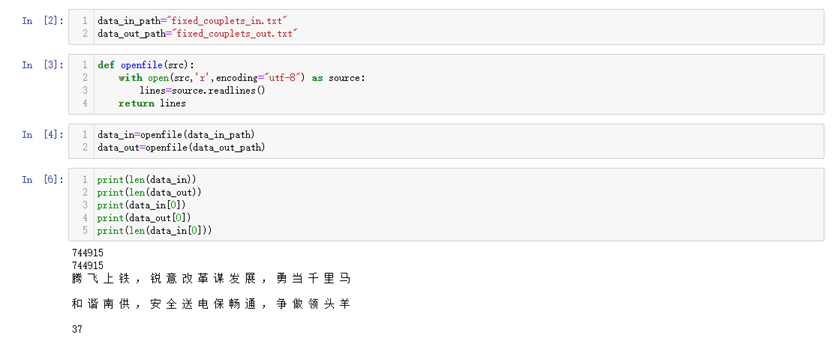 In [2]:
1 data_in_path="fixed_couplets_in.txt"
2 data_out_path="fixed_couplets_out.txt"
In [3]:
1 def openfile(src):
2 with open(src,'r',encoding="utf-8") as source:
3 lines=source.readlines()
4 return lines
In [4]:
1 data_in=openfile(data_in_path)
2 data_out=openfile(data_out_path)
In [6]:
1 print(len(data_in))
2 print(len(data_out))
3 print(data_in[0])
4 print(data_out[0])
5 print(len(data_in[0]))
744915
744915
腾 飞 上 铁 , 锐 意 改 革 谋 发 展 , 勇 当 千 里 马
和 谐 南 供 , 安 全 送 电 保 畅 通 , 争 做 领 头 羊
37